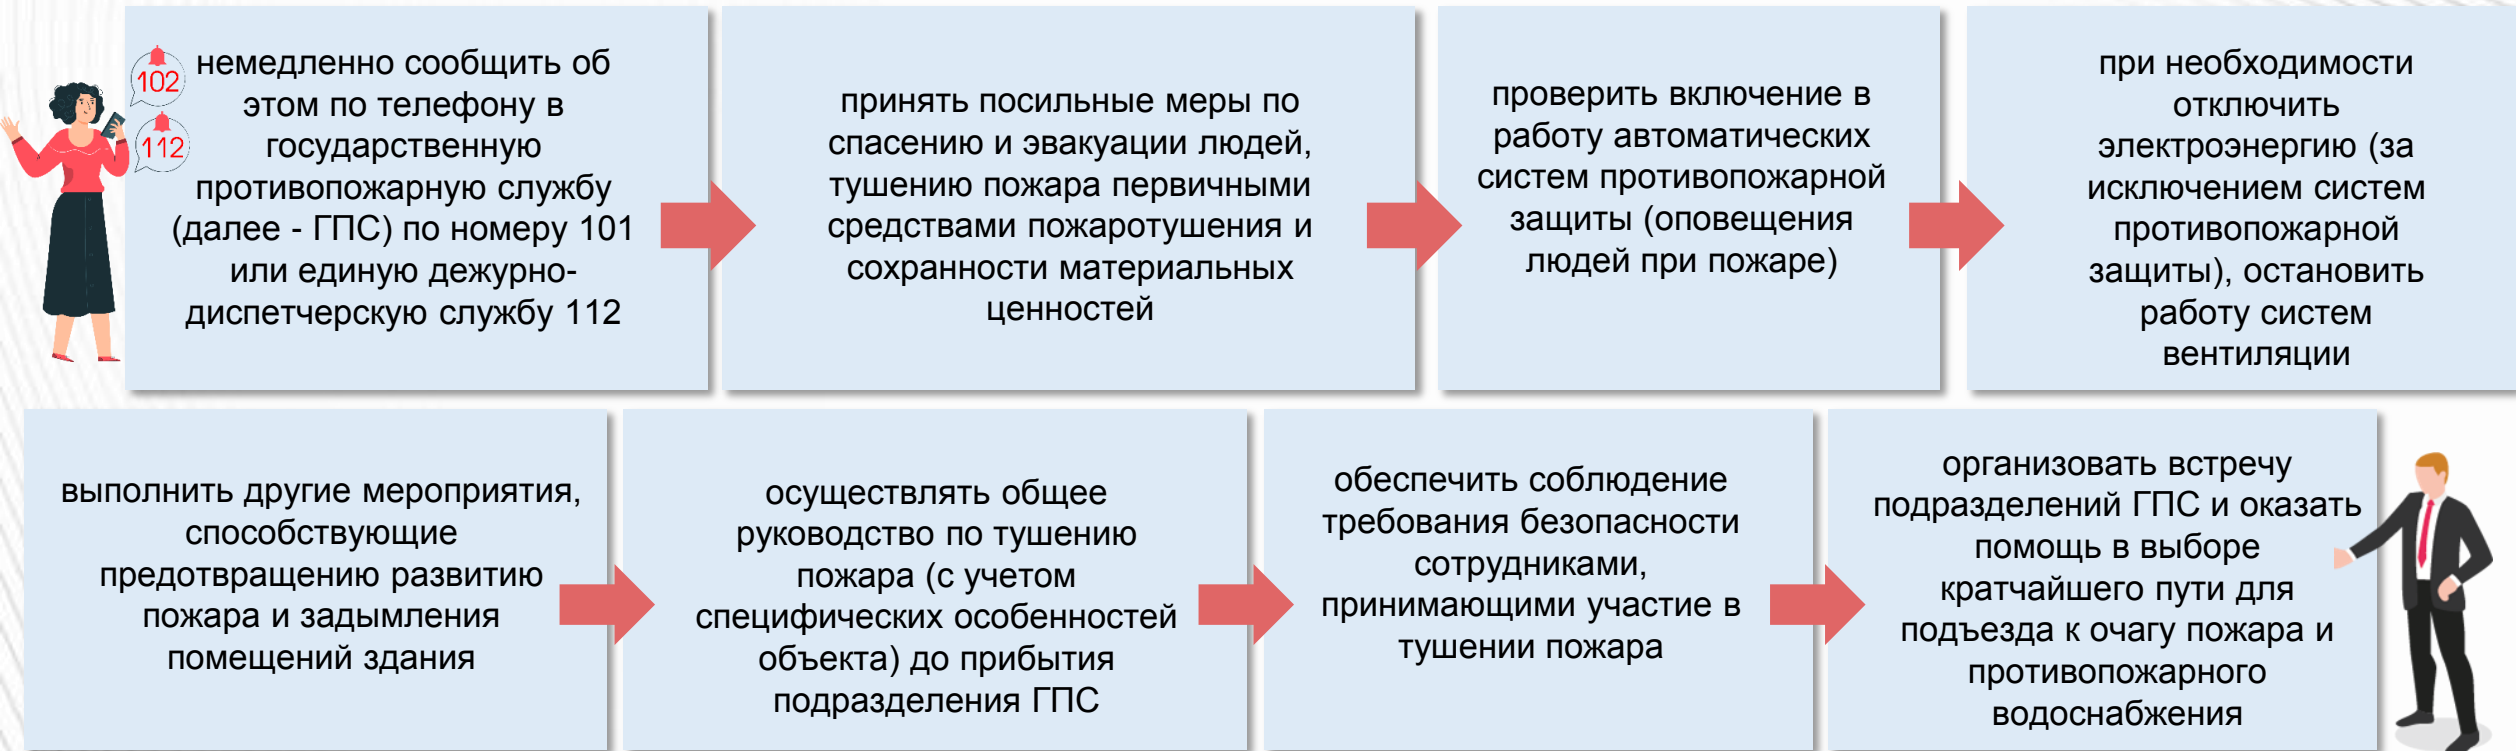 102
112
немедленно сообщить об
этом по телефону в
государственную
противопожарную службу
(далее - ГПС) по номеру 101
или единую дежурно-
диспетчерскую службу 112
принять посильные меры по
спасению и эвакуации людей,
тушению пожара первичными
средствами пожаротушения и
сохранности материальных
ценностей
проверить включение в
работу автоматических
систем противопожарной
защиты (оповещения
людей при пожаре)
при необходимости
отключить
электроэнергию (за
исключением систем
противопожарной
защиты), остановить
работу систем
вентиляции
выполнить другие мероприятия,
способствующие
предотвращению развитию
пожара и задымления
помещений здания
осуществлять общее
руководство по тушению
пожара (с учетом
специфических особенностей
объекта) до прибытия
подразделения ГПС
обеспечить соблюдение
требования безопасности
сотрудниками,
принимающими участие в
тушении пожара
организовать встречу
подразделений ГПС и оказать
помощь в выборе
кратчайшего пути для
подъезда к очагу пожара и
противопожарного
водоснабжения